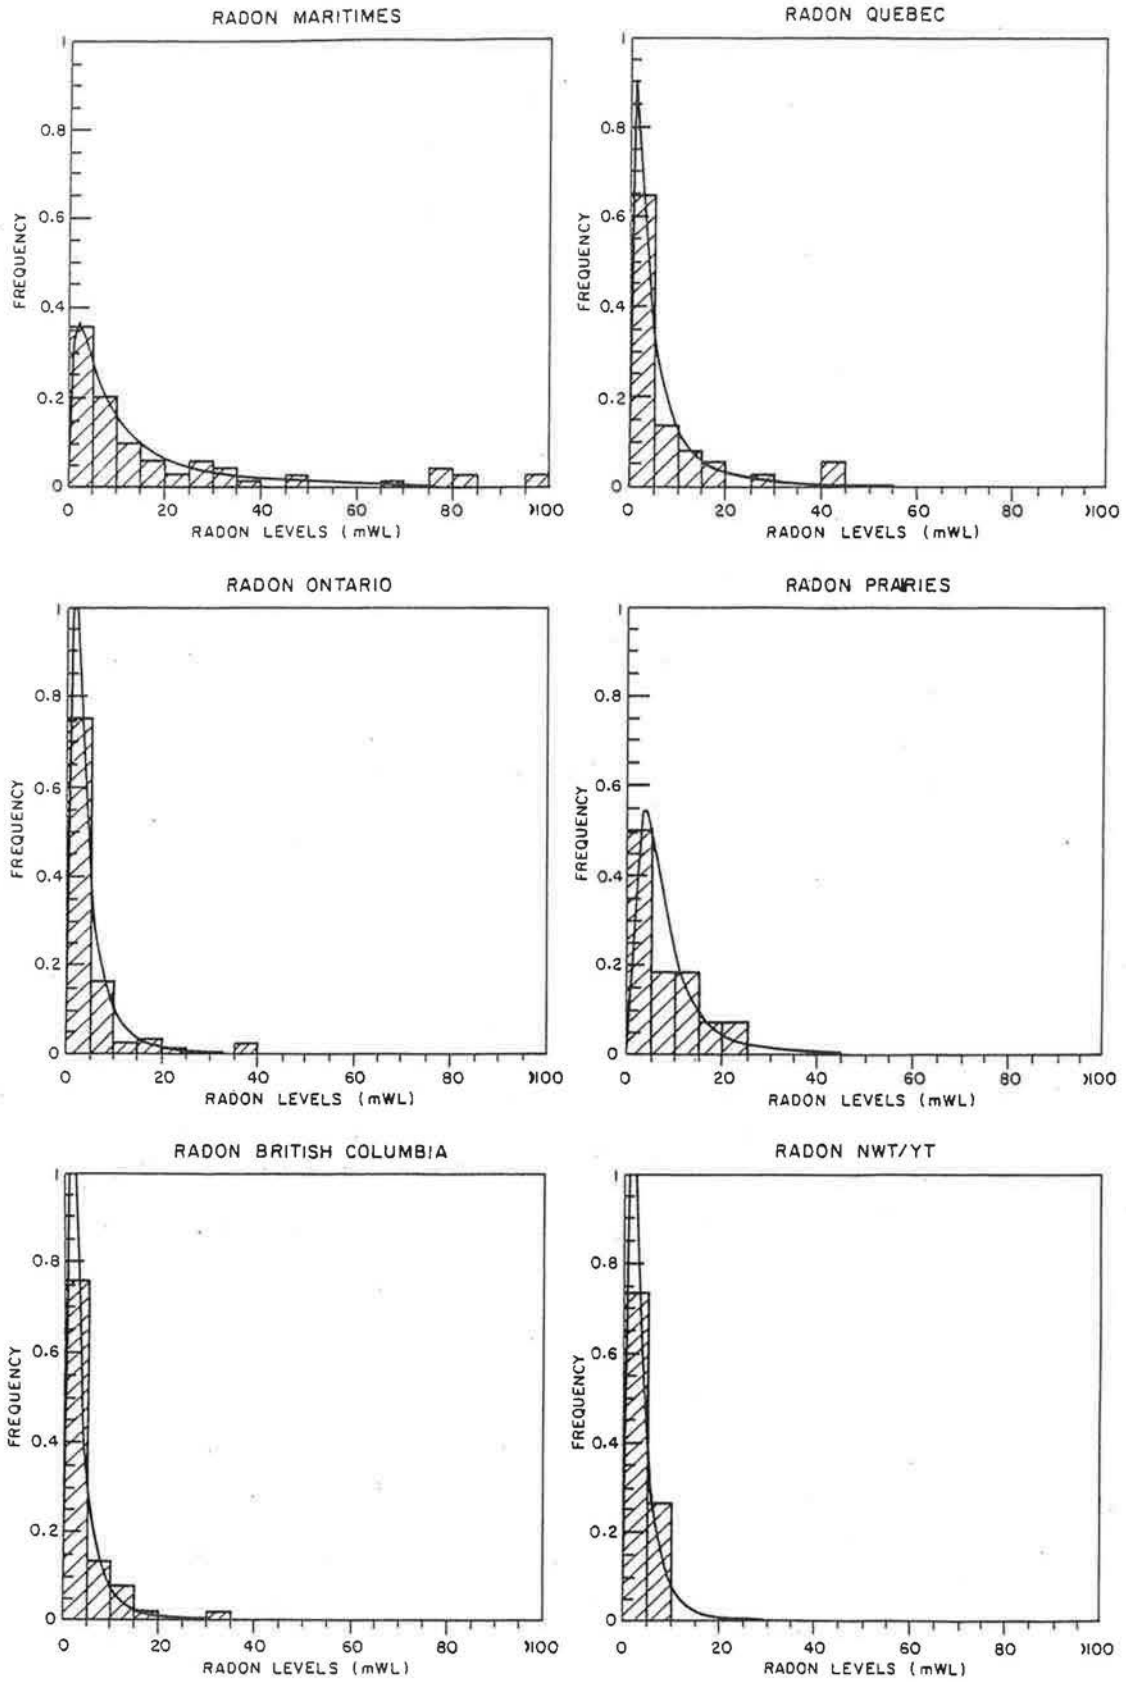 RADON MARITIMES
1
0.8
0.6
0.4
0.2
0
FREQUENCY
0 20 40 60 80 >100
RADON LEVELS (mWL)
RADON QUEBEC
1
0.8
0.6
0.4
0.2
0
FREQUENCY
0 20 40 60 80 >100
RADON LEVELS (mWL)
RADON ONTARIO
1
0.8
0.6
0.4
0.2
0
FREQUENCY
0 20 40 60 80 >100
RADON LEVELS (mWL)
RADON PRAIRIES
1
0.8
0.6
0.4
0.2
0
FREQUENCY
0 20 40 60 80 >100
RADON LEVELS (mWL)
RADON BRITISH COLUMBIA
1
0.8
0.6
0.4
0.2
0
FREQUENCY
0 20 40 60 80 >100
RADON LEVELS (mWL)
RADON NWT/YT
1
0.8
0.6
0.4
0.2
0
FREQUENCY
0 20 40 60 80 >100
RADON LEVELS (mWL)